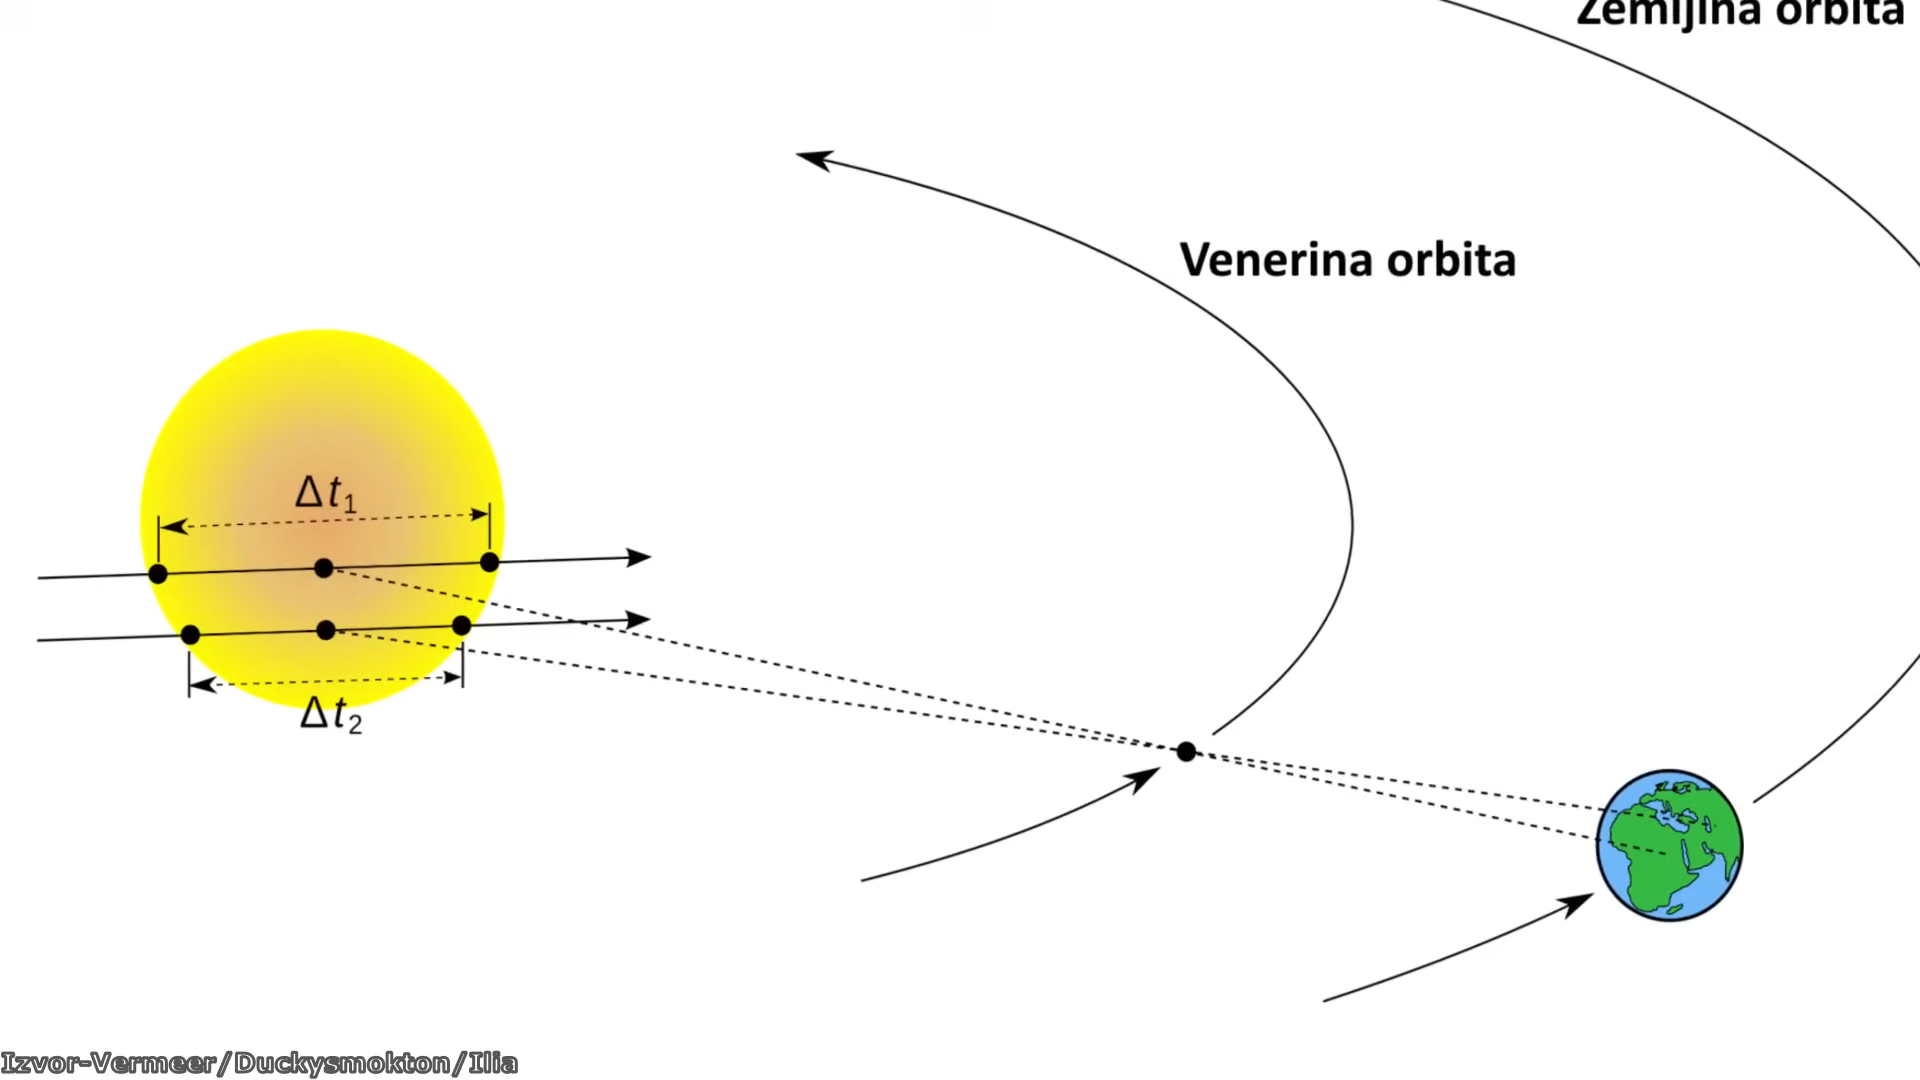 Zemljina orbita
Venerina orbita
Δt₁
Δt₂
Izvor-Vermeer/Duckysmokton/Ilia